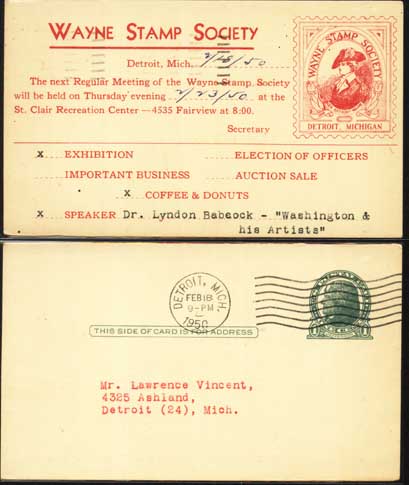 WAYNE STAMP SOCIETY
Detroit, Mich. 2/15/50
The next Regular Meeting of the Wayne Stamp Society
will be held on Thursday evening 2/23/50 at the
St. Clair Recreation Center — 4535 Fairview at 8:00.
Secretary
WAYNE STAMP SOCIETY
DETROIT, MICHIGAN
X EXHIBITION ELECTION OF OFFICERS
IMPORTANT BUSINESS AUCTION SALE
X COFFEE & DONUTS
X SPEAKER Dr. Lyndon Babcock - "Washington &
his Artists"
DETROIT, MICH.
FEB 18
9-PM
1950
THIS SIDE OF CARD IS FOR ADDRESS
Mr. Lawrence Vincent,
4325 Ashland,
Detroit (24), Mich.